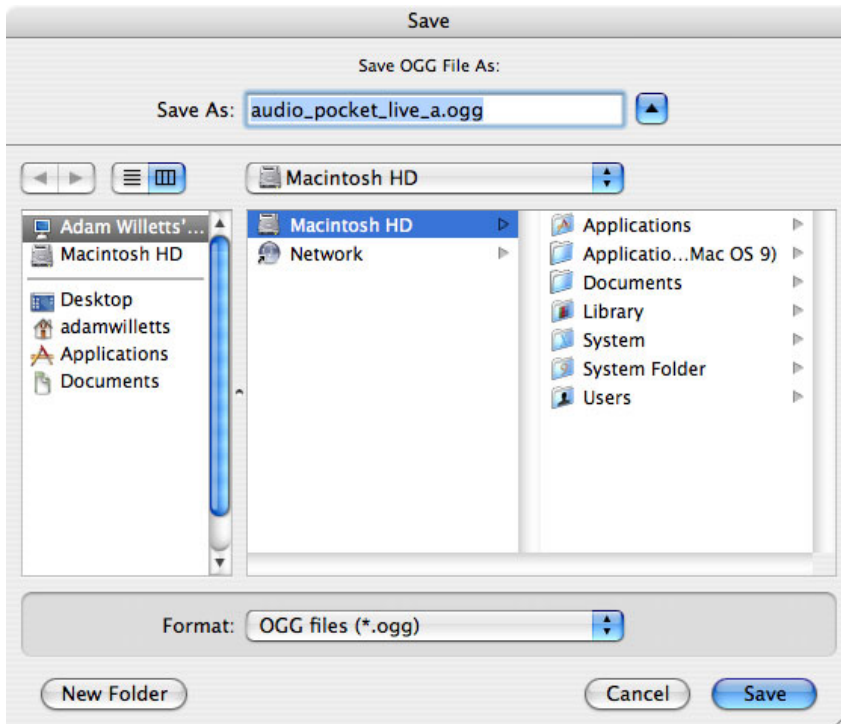 Save
Save OGG File As:
Save As: audio_pocket_live_a.ogg
Macintosh HD
Adam Willetts'...
Macintosh HD
Desktop
adamwilletts
Applications
Documents
Macintosh HD
Network
Applications
Applicatio...Mac OS 9)
Documents
Library
System
System Folder
Users
Format: OGG files (*.ogg)
New Folder
Cancel
Save